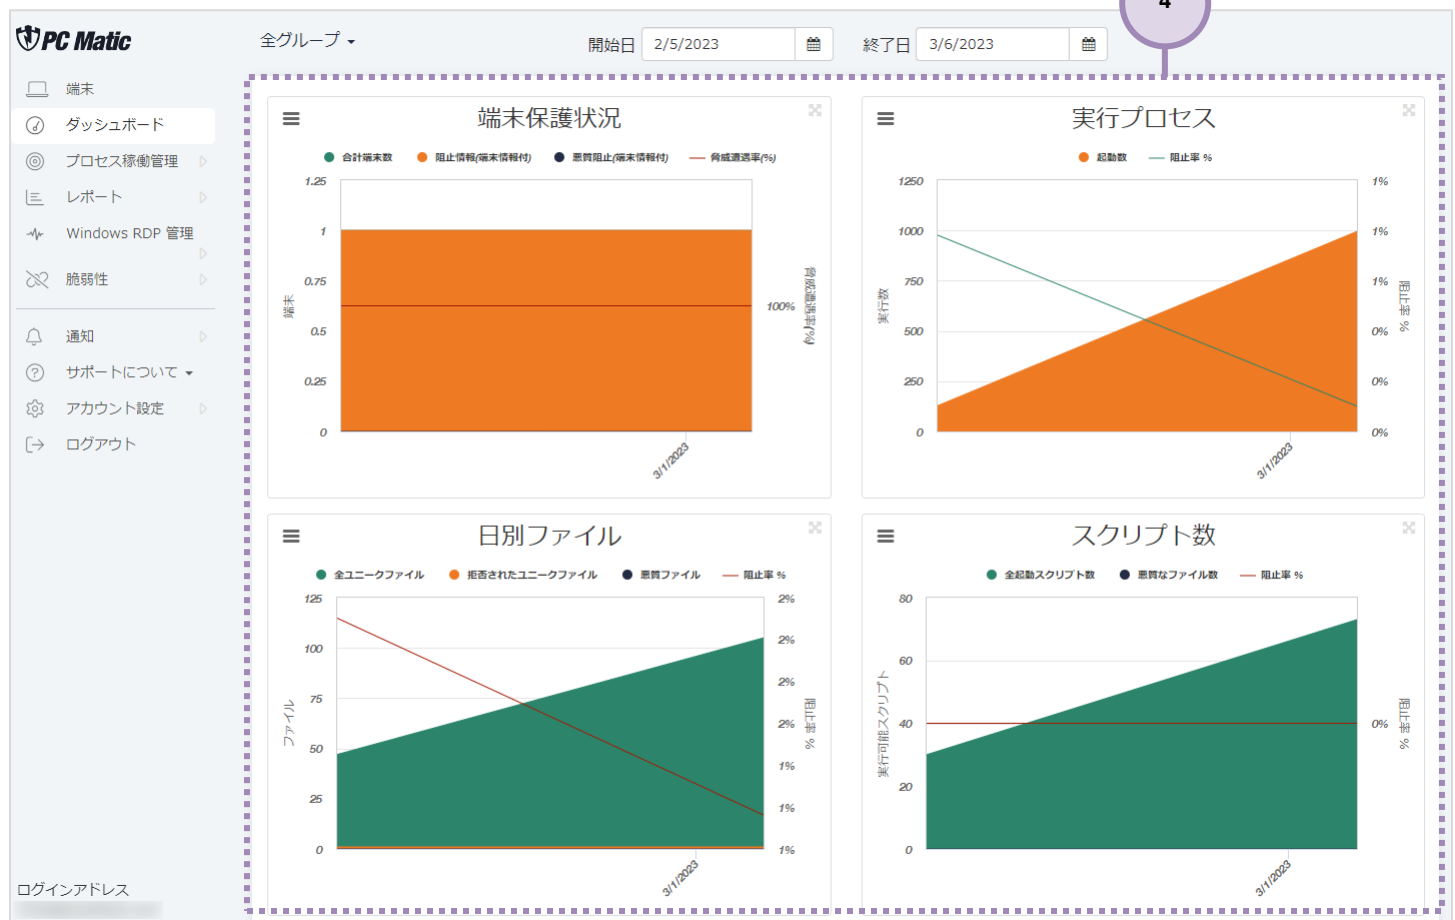 4
PC Matic
全グループ
開始日 2/5/2023
終了日 3/6/2023
端末
ダッシュボード
プロセス稼働管理
レポート
Windows RDP 管理
脆弱性
通知
サポートについて
アカウント設定
ログアウト
ログインアドレス
端末保護状況
合計端末数 阻止情報(端末情報付) 悪質阻止(端末情報付) 脅威遭遇率(%)
1.25
1
0.75
0.5
0.25
0
端末
100%
脅威遭遇率(%)
3/1/2023
実行プロセス
起動数 阻止率 %
1250
1000
750
500
250
0
実行数
1%
1%
1%
0%
0%
0%
阻止率 %
3/1/2023
日別ファイル
全ユニークファイル 拒否されたユニークファイル 悪質ファイル 阻止率 %
125
100
75
50
25
0
ファイル
2%
2%
2%
2%
1%
1%
1%
阻止率 %
3/1/2023
スクリプト数
全起動スクリプト数 悪質なファイル数 阻止率 %
80
60
40
20
0
実行可能スクリプト
0%
阻止率 %
3/1/2023